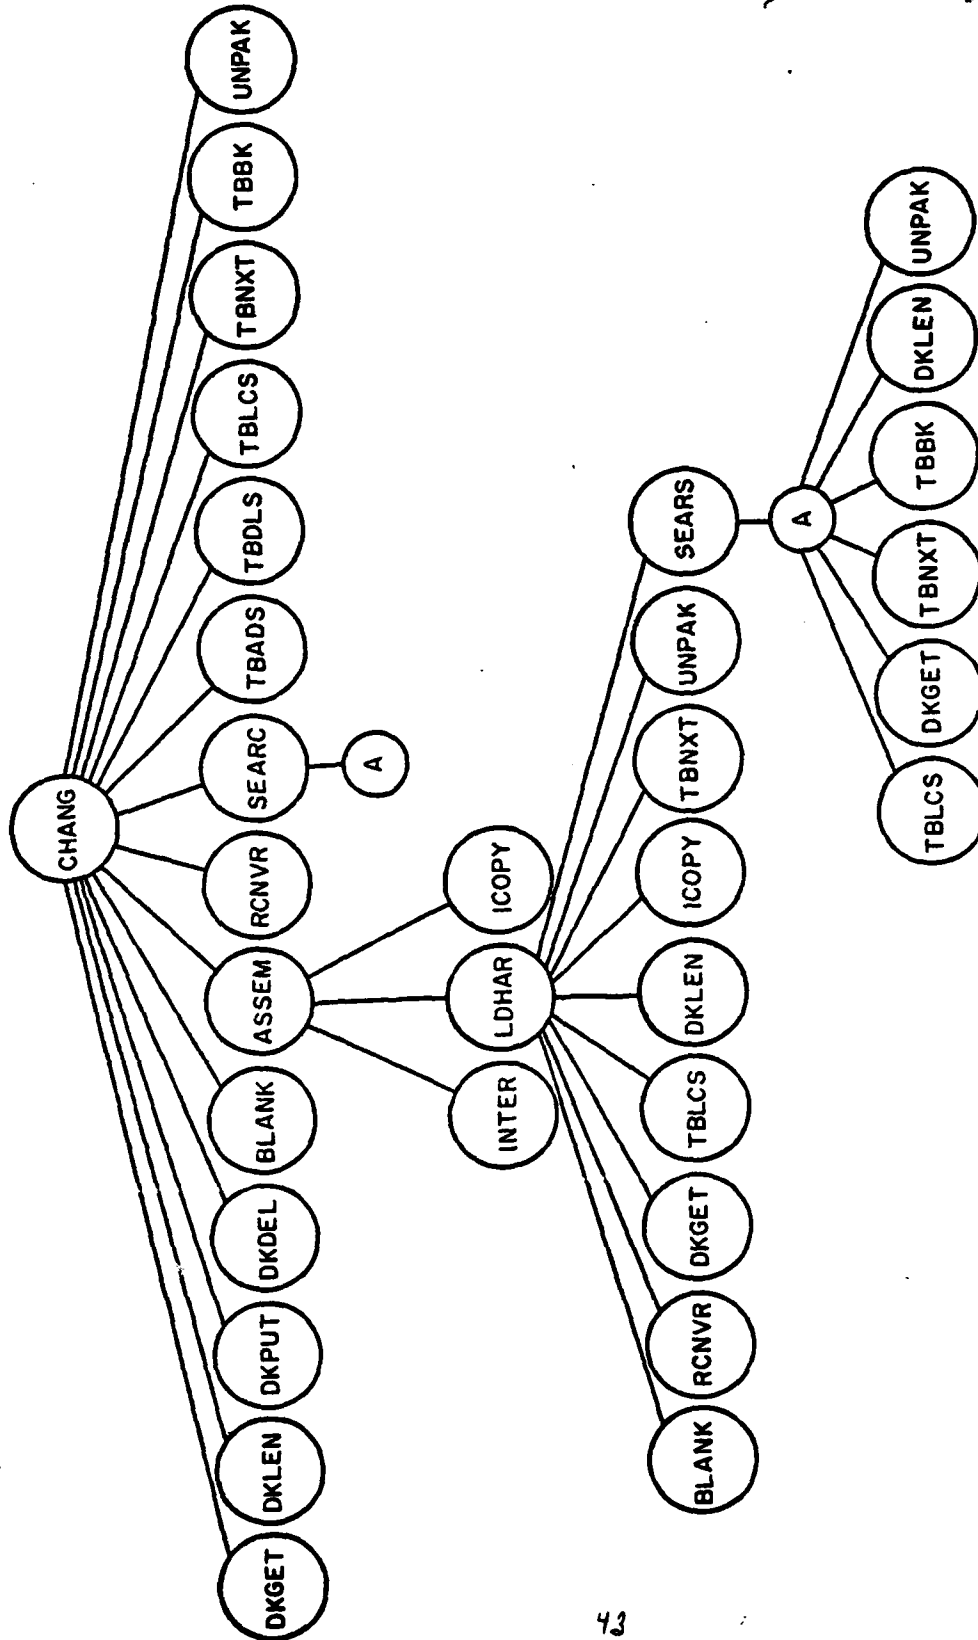 CHANG
DKGET
DKLEN
DKPUT
DKDEL
BLANK
ASSEM
RCNVR
SEARC
TBADS
TBDLS
TBLCS
TBNXT
TBBK
UNPAK
A
INTER
LDHAR
ICOPY
BLANK
RCNVR
DKGET
TBLCS
DKLEN
ICOPY
TBNXT
UNPAK
SEARS
A
TBLCS
DKGET
TBNXT
TBBK
DKLEN
UNPAK
43